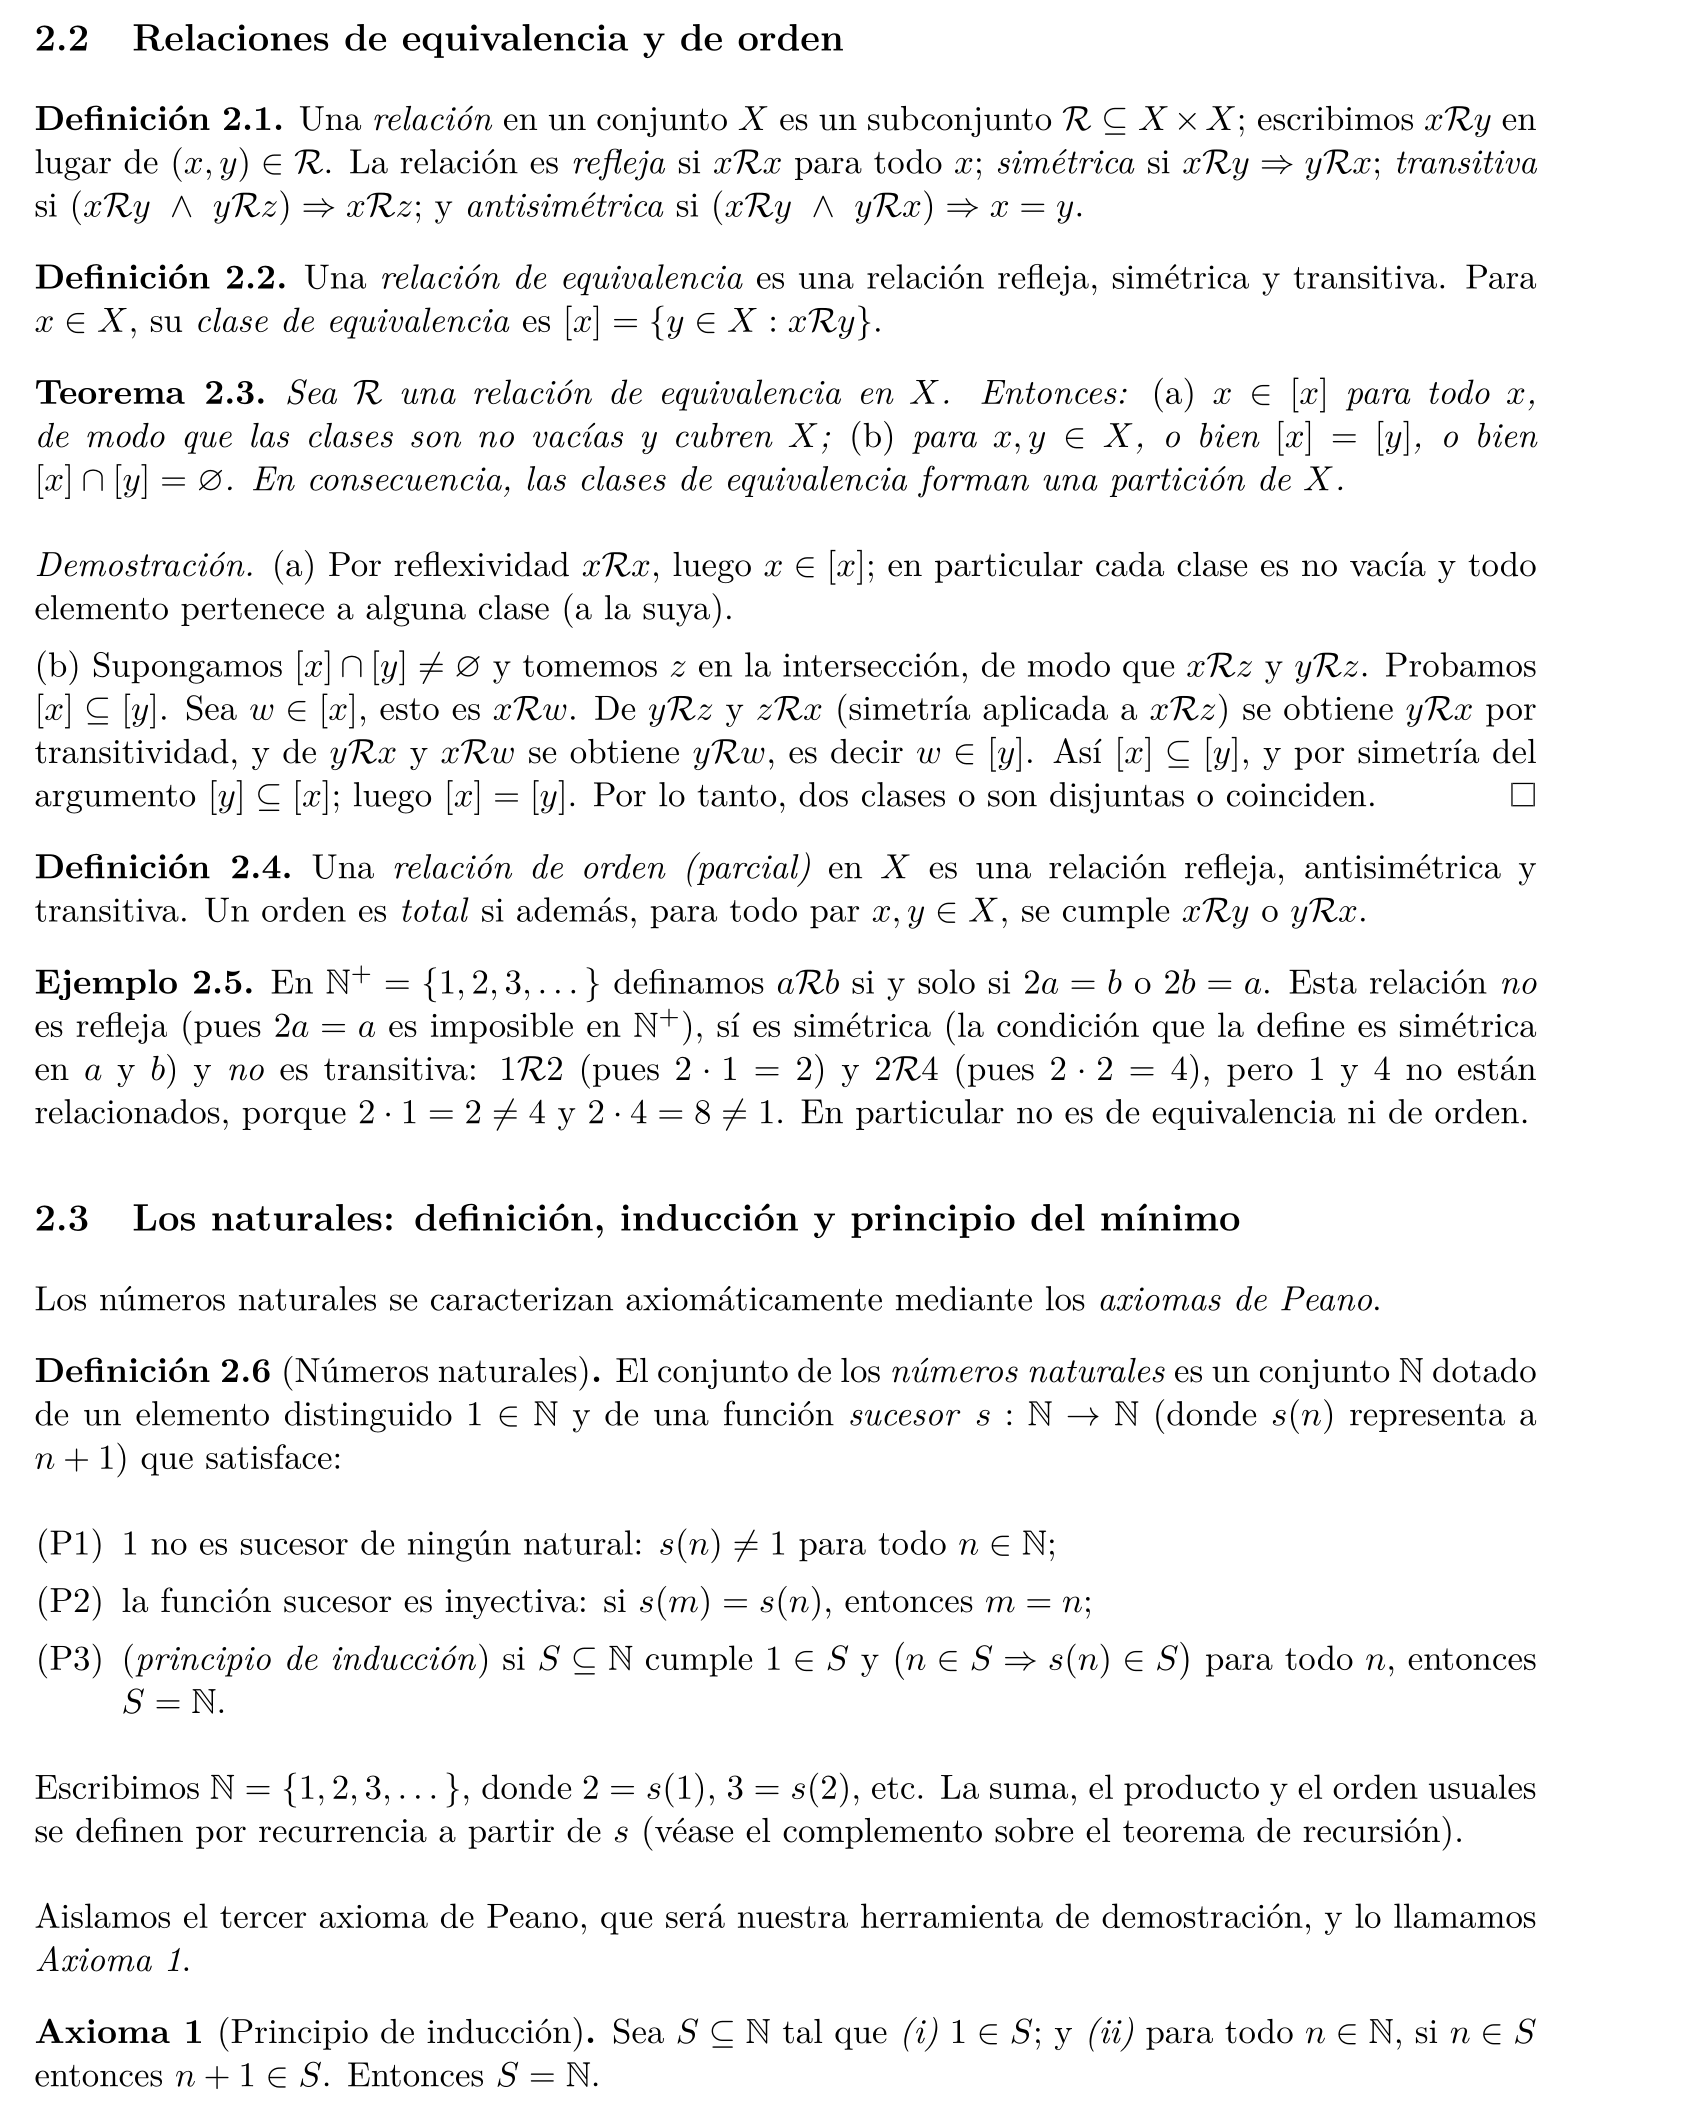 2.2 Relaciones de equivalencia y de orden
Definición 2.1. Una relación en un conjunto X es un subconjunto ℛ ⊆ X × X; escribimos xℛy en
lugar de (x, y) ∈ ℛ. La relación es refleja si xℛx para todo x; simétrica si xℛy ⇒ yℛx; transitiva
si (xℛy ∧ yℛz) ⇒ xℛz; y antisimétrica si (xℛy ∧ yℛx) ⇒ x = y.
Definición 2.2. Una relación de equivalencia es una relación refleja, simétrica y transitiva. Para
x ∈ X, su clase de equivalencia es [x] = {y ∈ X : xℛy}.
Teorema 2.3. Sea ℛ una relación de equivalencia en X. Entonces: (a) x ∈ [x] para todo x,
de modo que las clases son no vacías y cubren X; (b) para x, y ∈ X, o bien [x] = [y], o bien
[x] ∩ [y] = ∅. En consecuencia, las clases de equivalencia forman una partición de X.
Demostración. (a) Por reflexividad xℛx, luego x ∈ [x]; en particular cada clase es no vacía y todo
elemento pertenece a alguna clase (a la suya).
(b) Supongamos [x] ∩ [y] ≠ ∅ y tomemos z en la intersección, de modo que xℛz y yℛz. Probamos
[x] ⊆ [y]. Sea w ∈ [x], esto es xℛw. De yℛz y zℛx (simetría aplicada a xℛz) se obtiene yℛx por
transitividad, y de yℛx y xℛw se obtiene yℛw, es decir w ∈ [y]. Así [x] ⊆ [y], y por simetría del
argumento [y] ⊆ [x]; luego [x] = [y]. Por lo tanto, dos clases o son disjuntas o coinciden. □
Definición 2.4. Una relación de orden (parcial) en X es una relación refleja, antisimétrica y
transitiva. Un orden es total si además, para todo par x, y ∈ X, se cumple xℛy o yℛx.
Ejemplo 2.5. En ℕ⁺ = {1, 2, 3, . . . } definamos aℛb si y solo si 2a = b o 2b = a. Esta relación no
es refleja (pues 2a = a es imposible en ℕ⁺), sí es simétrica (la condición que la define es simétrica
en a y b) y no es transitiva: 1ℛ2 (pues 2 · 1 = 2) y 2ℛ4 (pues 2 · 2 = 4), pero 1 y 4 no están
relacionados, porque 2 · 1 = 2 ≠ 4 y 2 · 4 = 8 ≠ 1. En particular no es de equivalencia ni de orden.
2.3 Los naturales: definición, inducción y principio del mínimo
Los números naturales se caracterizan axiomáticamente mediante los axiomas de Peano.
Definición 2.6 (Números naturales). El conjunto de los números naturales es un conjunto ℕ dotado
de un elemento distinguido 1 ∈ ℕ y de una función sucesor s : ℕ → ℕ (donde s(n) representa a
n + 1) que satisface:
(P1) 1 no es sucesor de ningún natural: s(n) ≠ 1 para todo n ∈ ℕ;
(P2) la función sucesor es inyectiva: si s(m) = s(n), entonces m = n;
(P3) (principio de inducción) si S ⊆ ℕ cumple 1 ∈ S y (n ∈ S ⇒ s(n) ∈ S) para todo n, entonces
S = ℕ.
Escribimos ℕ = {1, 2, 3, . . . }, donde 2 = s(1), 3 = s(2), etc. La suma, el producto y el orden usuales
se definen por recurrencia a partir de s (véase el complemento sobre el teorema de recursión).
Aislamos el tercer axioma de Peano, que será nuestra herramienta de demostración, y lo llamamos
Axioma 1.
Axioma 1 (Principio de inducción). Sea S ⊆ ℕ tal que (i) 1 ∈ S; y (ii) para todo n ∈ ℕ, si n ∈ S
entonces n + 1 ∈ S. Entonces S = ℕ.